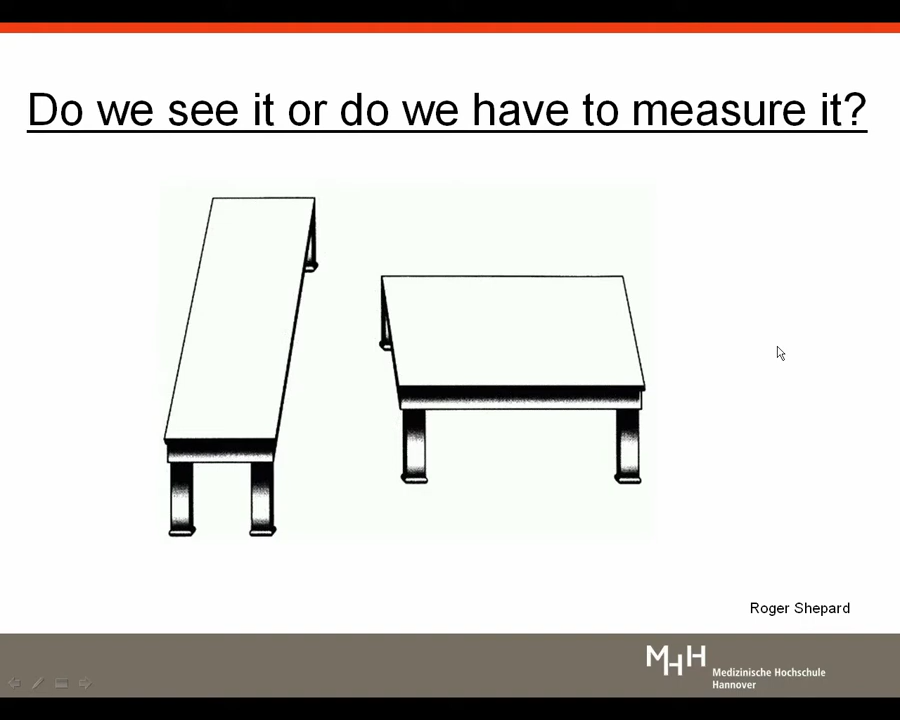 Do we see it or do we have to measure it?
Roger Shepard
MHH
Medizinische Hochschule
Hannover